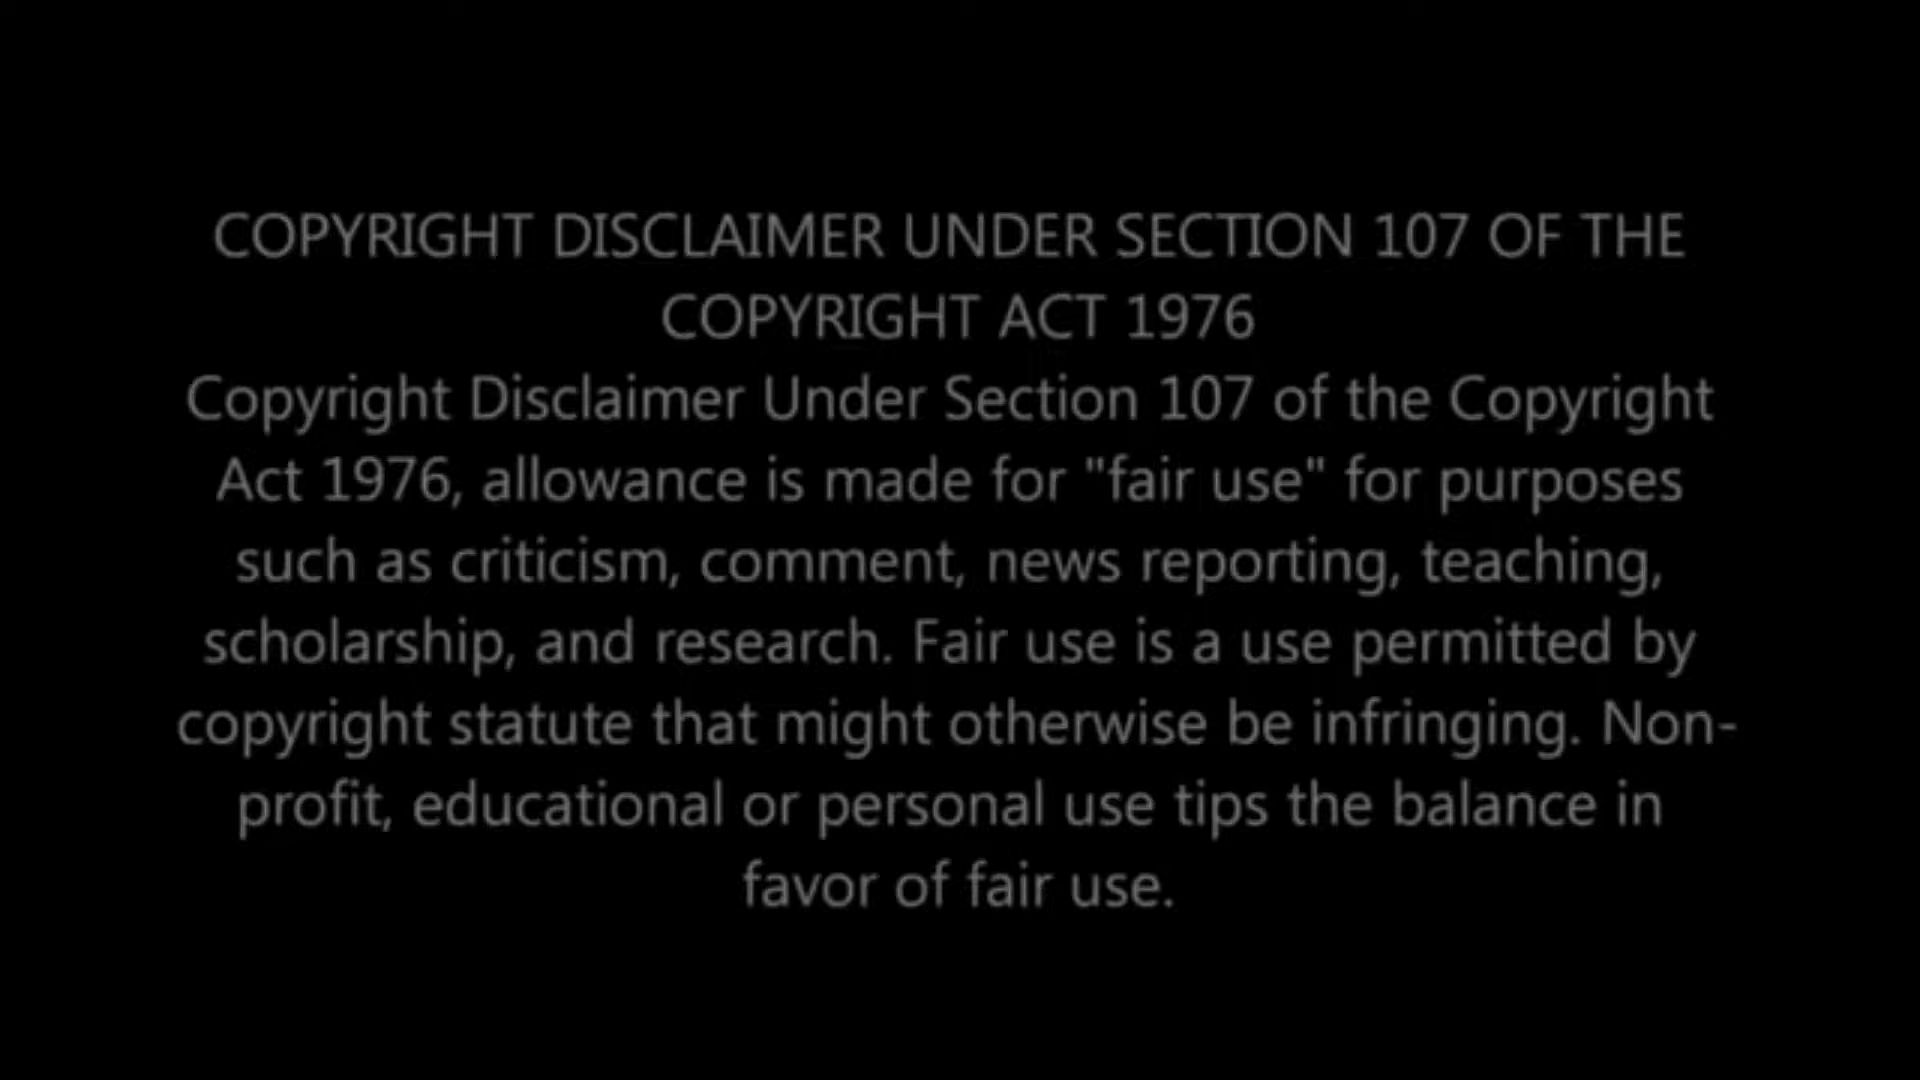 COPYRIGHT DISCLAIMER UNDER SECTION 107 OF THE
COPYRIGHT ACT 1976
Copyright Disclaimer Under Section 107 of the Copyright
Act 1976, allowance is made for "fair use" for purposes
such as criticism, comment, news reporting, teaching,
scholarship, and research. Fair use is a use permitted by
copyright statute that might otherwise be infringing. Non-
profit, educational or personal use tips the balance in
favor of fair use.